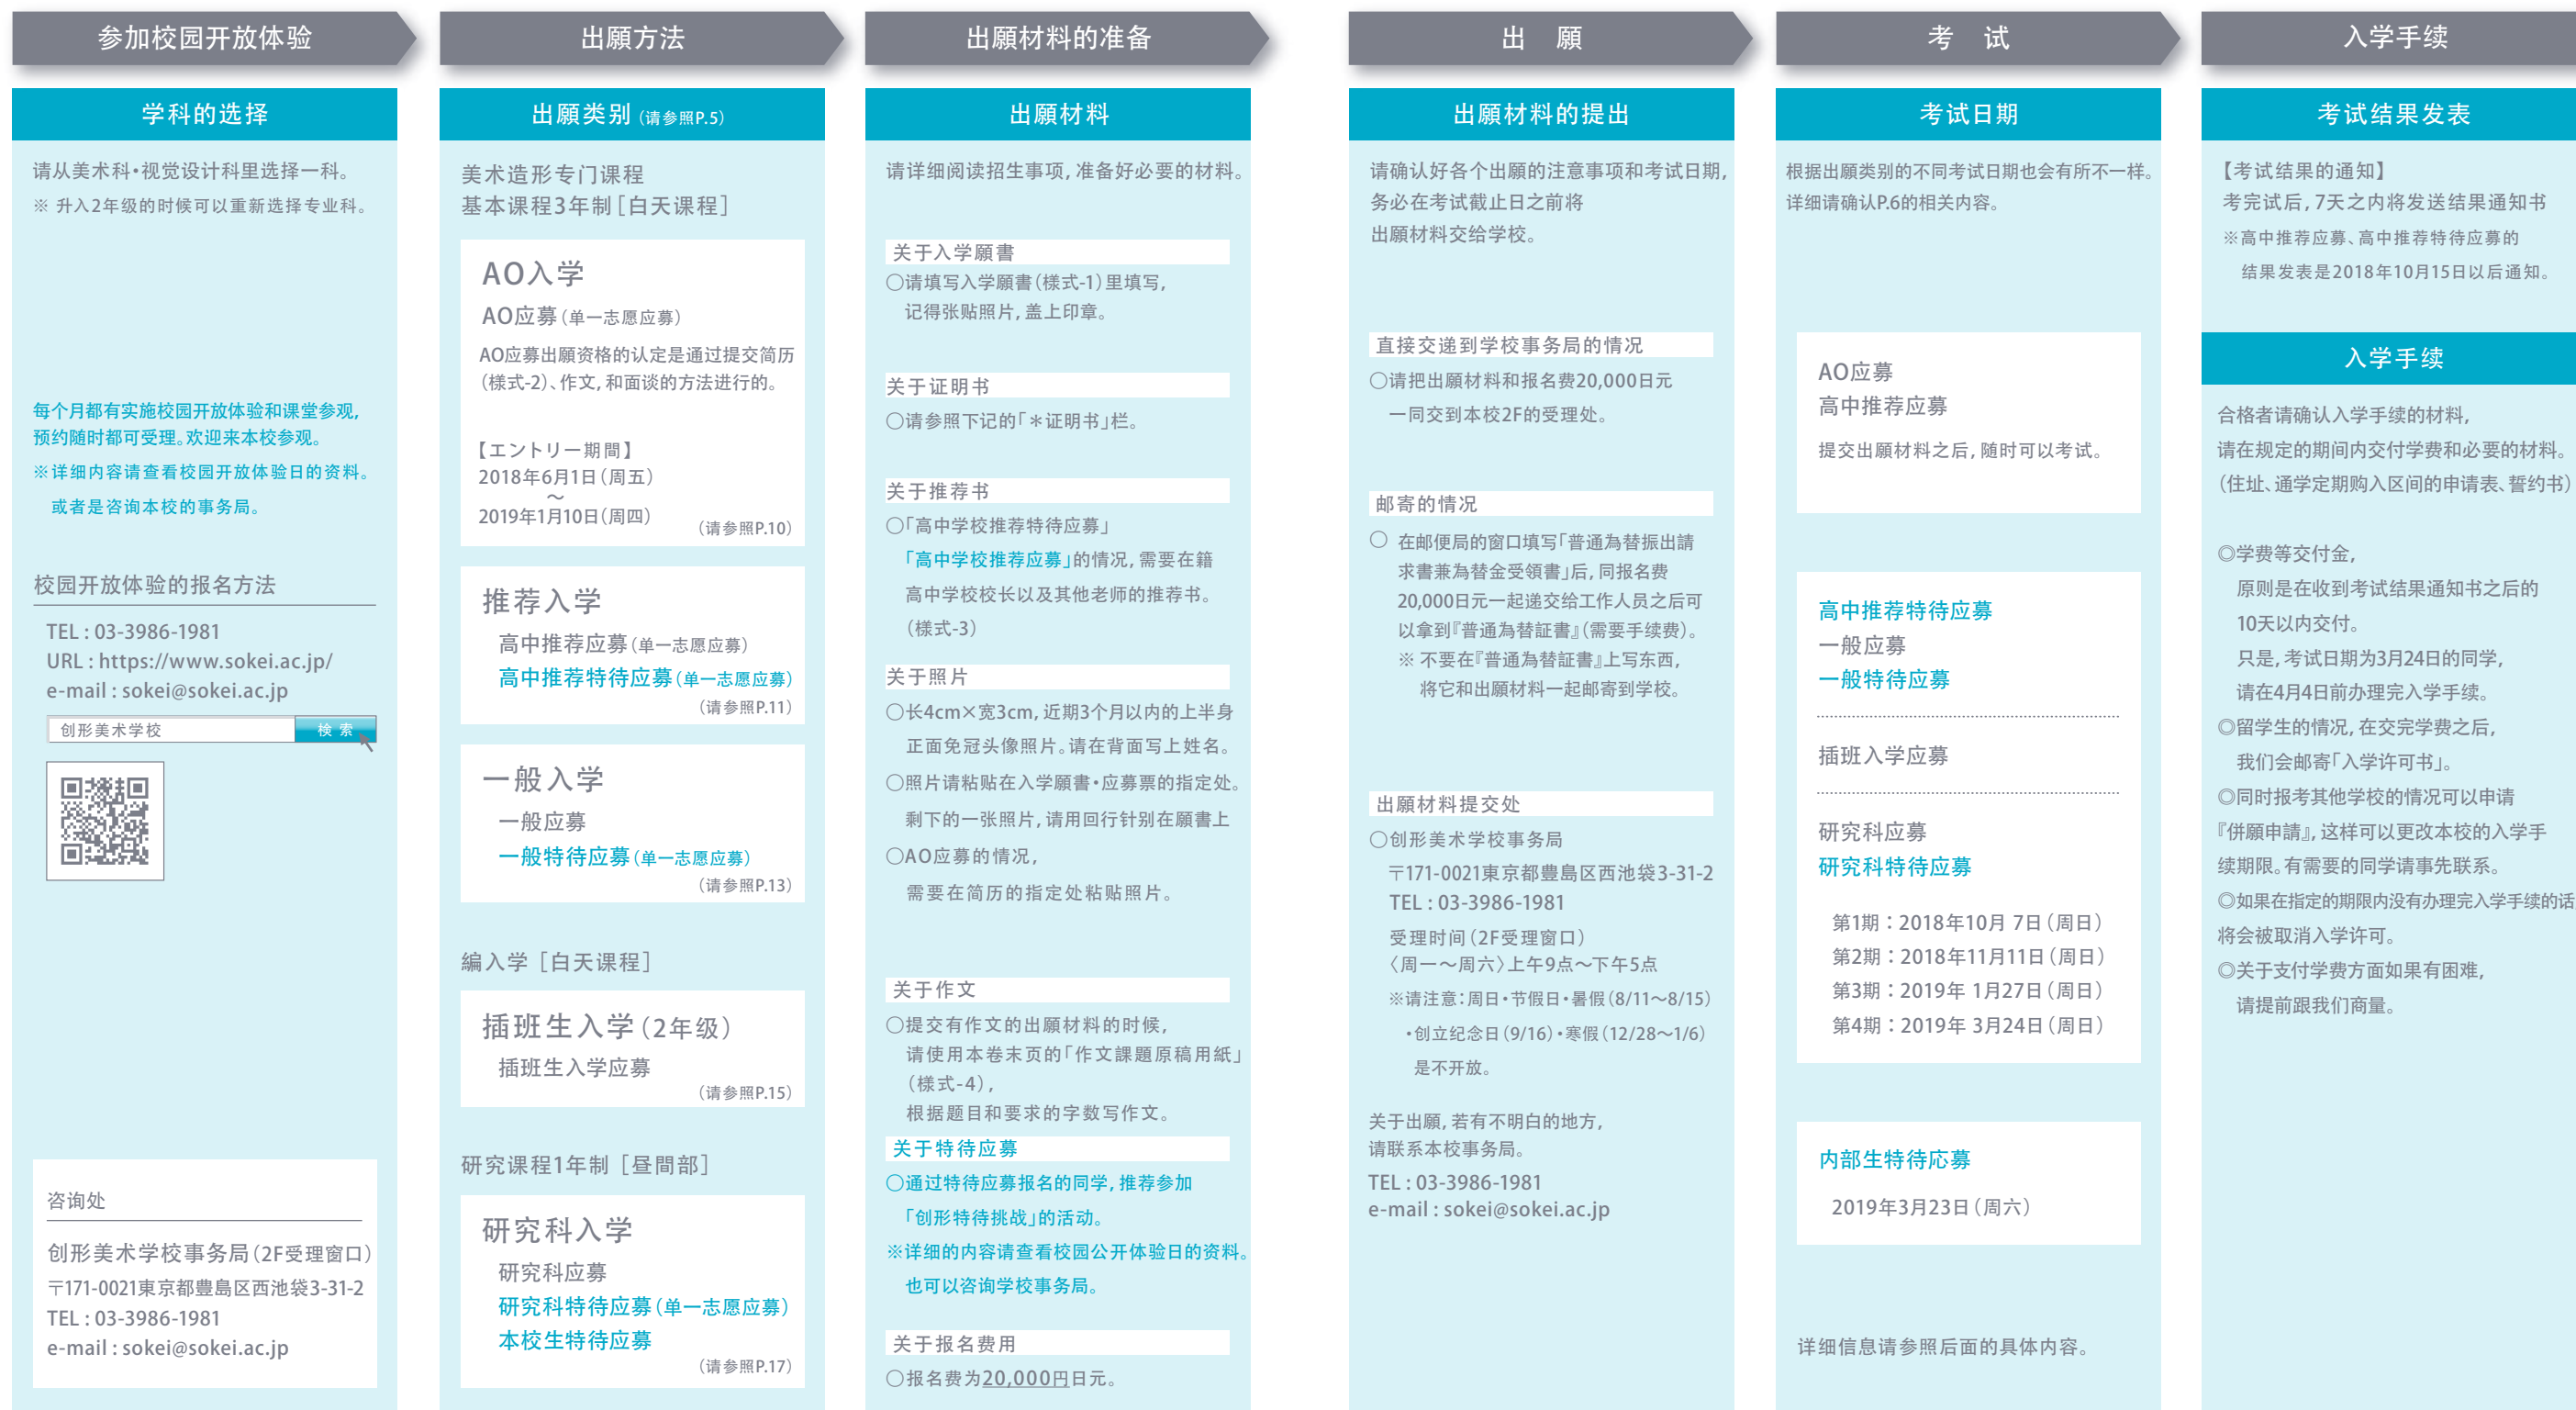 参加校园开放体验
学科的选择
请从美术科・视觉设计科里选择一科。
※ 升入2年级的时候可以重新选择专业科。
每个月都有实施校园开放体验和课堂参观,
预约随时都可受理。欢迎来本校参观。
※详细内容请查看校园开放体验日的资料。
或者是咨询本校的事务局。
校园开放体验的报名方法
TEL : 03-3986-1981
URL : https://www.sokei.ac.jp/
e-mail : sokei@sokei.ac.jp
创形美术学校 検 索
咨询处
创形美术学校事务局(2F受理窗口)
〒171-0021東京都豊島区西池袋3-31-2
TEL : 03-3986-1981
e-mail : sokei@sokei.ac.jp
出願方法
出願类别(请参照P.5)
美术造形专门课程
基本课程3年制[白天课程]
AO入学
AO应募(单一志愿应募)
AO应募出願资格的认定是通过提交简历
(様式-2)、作文, 和面谈的方法进行的。
【エントリー期間】
2018年6月1日(周五)
～
2019年1月10日(周四)
(请参照P.10)
推荐入学
高中推荐应募(单一志愿应募)
高中推荐特待应募(单一志愿应募)
(请参照P.11)
一般入学
一般应募
一般特待应募(单一志愿应募)
(请参照P.13)
編入学 [白天课程]
插班生入学(2年级)
插班生入学应募
(请参照P.15)
研究课程1年制 [昼間部]
研究科入学
研究科应募
研究科特待应募(单一志愿应募)
本校生特待应募
(请参照P.17)
出願材料的准备
出願材料
请详细阅读招生事项, 准备好必要的材料。
关于入学願書
○请填写入学願書(様式-1)里填写,
记得张贴照片, 盖上印章。
关于证明书
○请参照下记的「＊证明书」栏。
关于推荐书
○「高中学校推荐特待应募」
「高中学校推荐应募」的情况, 需要在籍
高中学校校长以及其他老师的推荐书。
(様式-3)
关于照片
○长4cm×宽3cm, 近期3个月以内的上半身
正面免冠头像照片。请在背面写上姓名。
○照片请粘贴在入学願書・应募票的指定处。
剩下的一张照片, 请用回行针别在願書上
○AO应募的情况,
需要在简历的指定处粘贴照片。
关于作文
○提交有作文的出願材料的时候,
请使用本卷末页的「作文課題原稿用紙」
(様式-4),
根据题目和要求的字数写作文。
关于特待应募
○通过特待应募报名的同学, 推荐参加
「创形特待挑战」的活动。
※详细的内容请查看校园公开体验日的资料。
也可以咨询学校事务局。
关于报名费用
○报名费为20,000円日元。
出 願
出願材料的提出
请确认好各个出願的注意事项和考试日期,
务必在考试截止日之前将
出願材料交给学校。
直接交递到学校事务局的情况
○请把出願材料和报名费20,000日元
一同交到本校2F的受理处。
邮寄的情况
○ 在邮便局的窗口填写「普通為替振出請
求書兼為替金受領書」后, 同报名费
20,000日元一起递交给工作人员之后可
以拿到『普通為替証書』(需要手续费)。
※ 不要在『普通為替証書』上写东西,
将它和出願材料一起邮寄到学校。
出願材料提交处
○创形美术学校事务局
〒171-0021東京都豊島区西池袋3-31-2
TEL : 03-3986-1981
受理时间(2F受理窗口)
〈周一～周六〉上午9点～下午5点
※请注意：周日・节假日・暑假(8/11～8/15)
・创立纪念日(9/16)・寒假(12/28～1/6)
是不开放。
关于出願, 若有不明白的地方,
请联系本校事务局。
TEL : 03-3986-1981
e-mail : sokei@sokei.ac.jp
考 试
考试日期
根据出願类别的不同考试日期也会有所不一样。
详细请确认P.6的相关内容。
AO应募
高中推荐应募
提交出願材料之后, 随时可以考试。
高中推荐特待应募
一般应募
一般特待应募
插班入学应募
研究科应募
研究科特待应募
第1期：2018年10月 7日(周日)
第2期：2018年11月11日(周日)
第3期：2019年 1月27日(周日)
第4期：2019年 3月24日(周日)
内部生特待応募
2019年3月23日(周六)
详细信息请参照后面的具体内容。
入学手续
考试结果发表
【考试结果的通知】
考完试后, 7天之内将发送结果通知书
※高中推荐应募、高中推荐特待应募的
结果发表是2018年10月15日以后通知。
入学手续
合格者请确认入学手续的材料,
请在规定的期间内交付学费和必要的材料。
(住址、通学定期购入区间的申请表、誓约书)
◎学费等交付金,
原则是在收到考试结果通知书之后的
10天以内交付。
只是, 考试日期为3月24日的同学,
请在4月4日前办理完入学手续。
◎留学生的情况, 在交完学费之后,
我们会邮寄「入学许可书」。
◎同时报考其他学校的情况可以申请
『併願申請』, 这样可以更改本校的入学手
续期限。有需要的同学请事先联系。
◎如果在指定的期限内没有办理完入学手续的话
将会被取消入学许可。
◎关于支付学费方面如果有困难,
请提前跟我们商量。